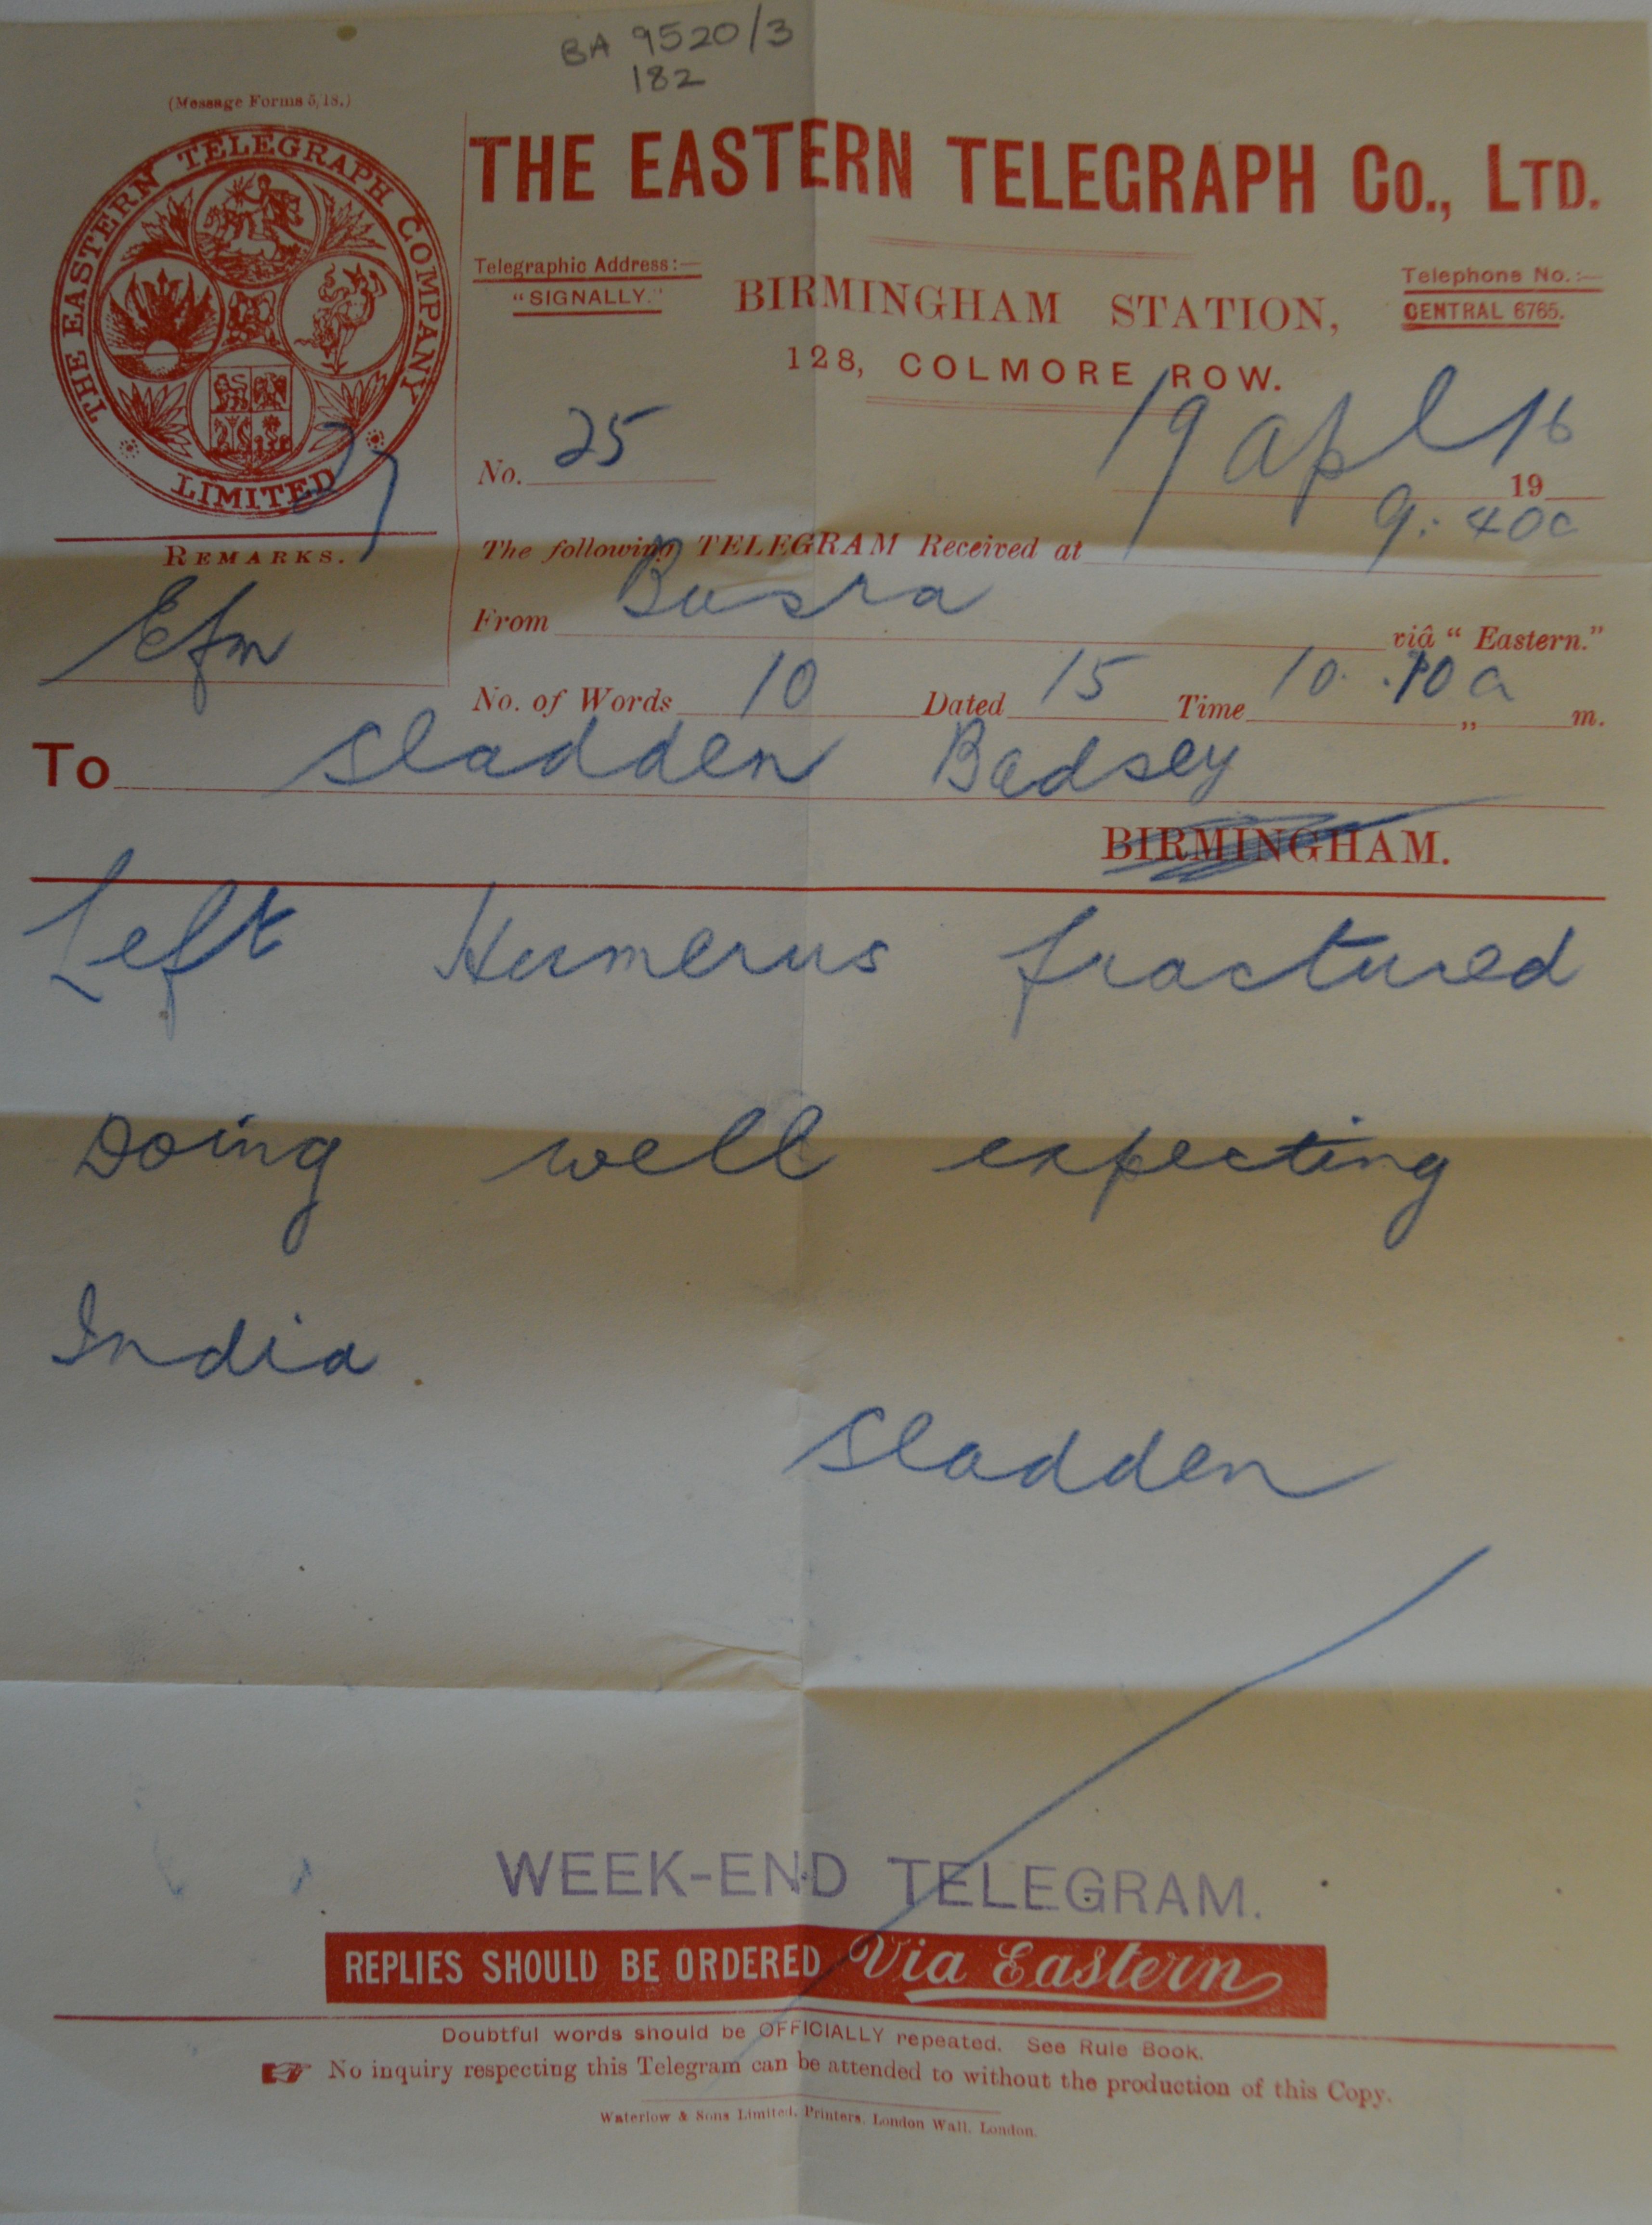 BA 9520/3
182
(Message Forms 5, 18.)
THE EASTERN TELEGRAPH COMPANY
LIMITED
THE EASTERN TELEGRAPH Co., LTD.
Telegraphic Address:—
"SIGNALLY."
BIRMINGHAM STATION,
128, COLMORE ROW.
Telephone No.:—
CENTRAL 6765.
No. 25
19 Apl 16
19
REMARKS.
Efm
The following TELEGRAM Received at 9:40
From Busra viâ "Eastern."
No. of Words 10 Dated 15 Time 10.10 a „ m.
To Sladden Badsey
BIRMINGHAM.
Left Humerus fractured
Doing well expecting
India
Sladden
WEEK-END TELEGRAM.
REPLIES SHOULD BE ORDERED Via Eastern
Doubtful words should be OFFICIALLY repeated. See Rule Book.
No inquiry respecting this Telegram can be attended to without the production of this Copy.
Waterlow & Sons Limited, Printers, London Wall, London.